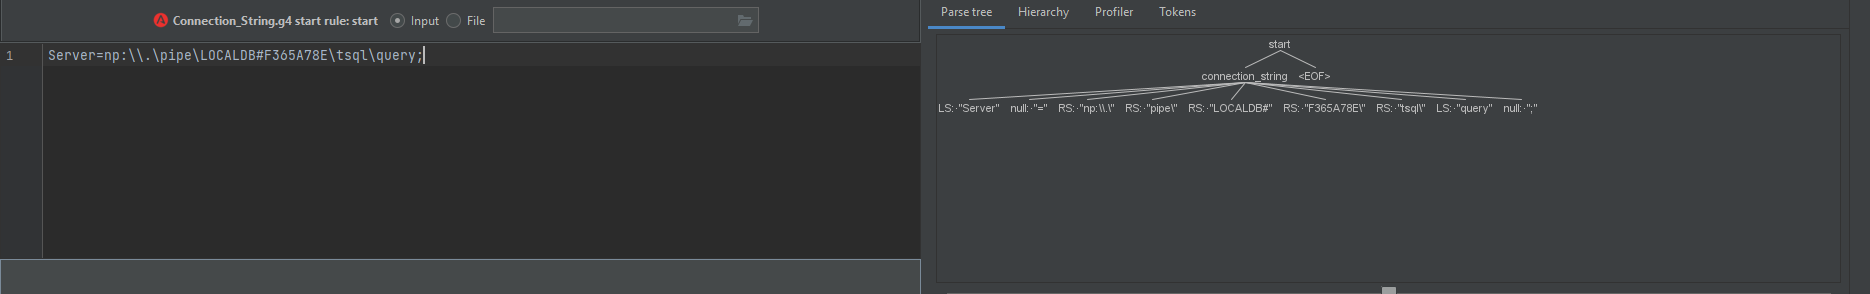 Connection_String.g4 start rule: start Input File
1 Server=np:\\.\pipe\LOCALDB#F365A78E\tsql\query;
Parse tree Hierarchy Profiler Tokens
start
connection_string <EOF>
LS:·"Server" null:·"=" RS:·"np:\\.\" RS:·"pipe\" RS:·"LOCALDB#" RS:·"F365A78E\" RS:·"tsql\" LS:·"query" null:·";"